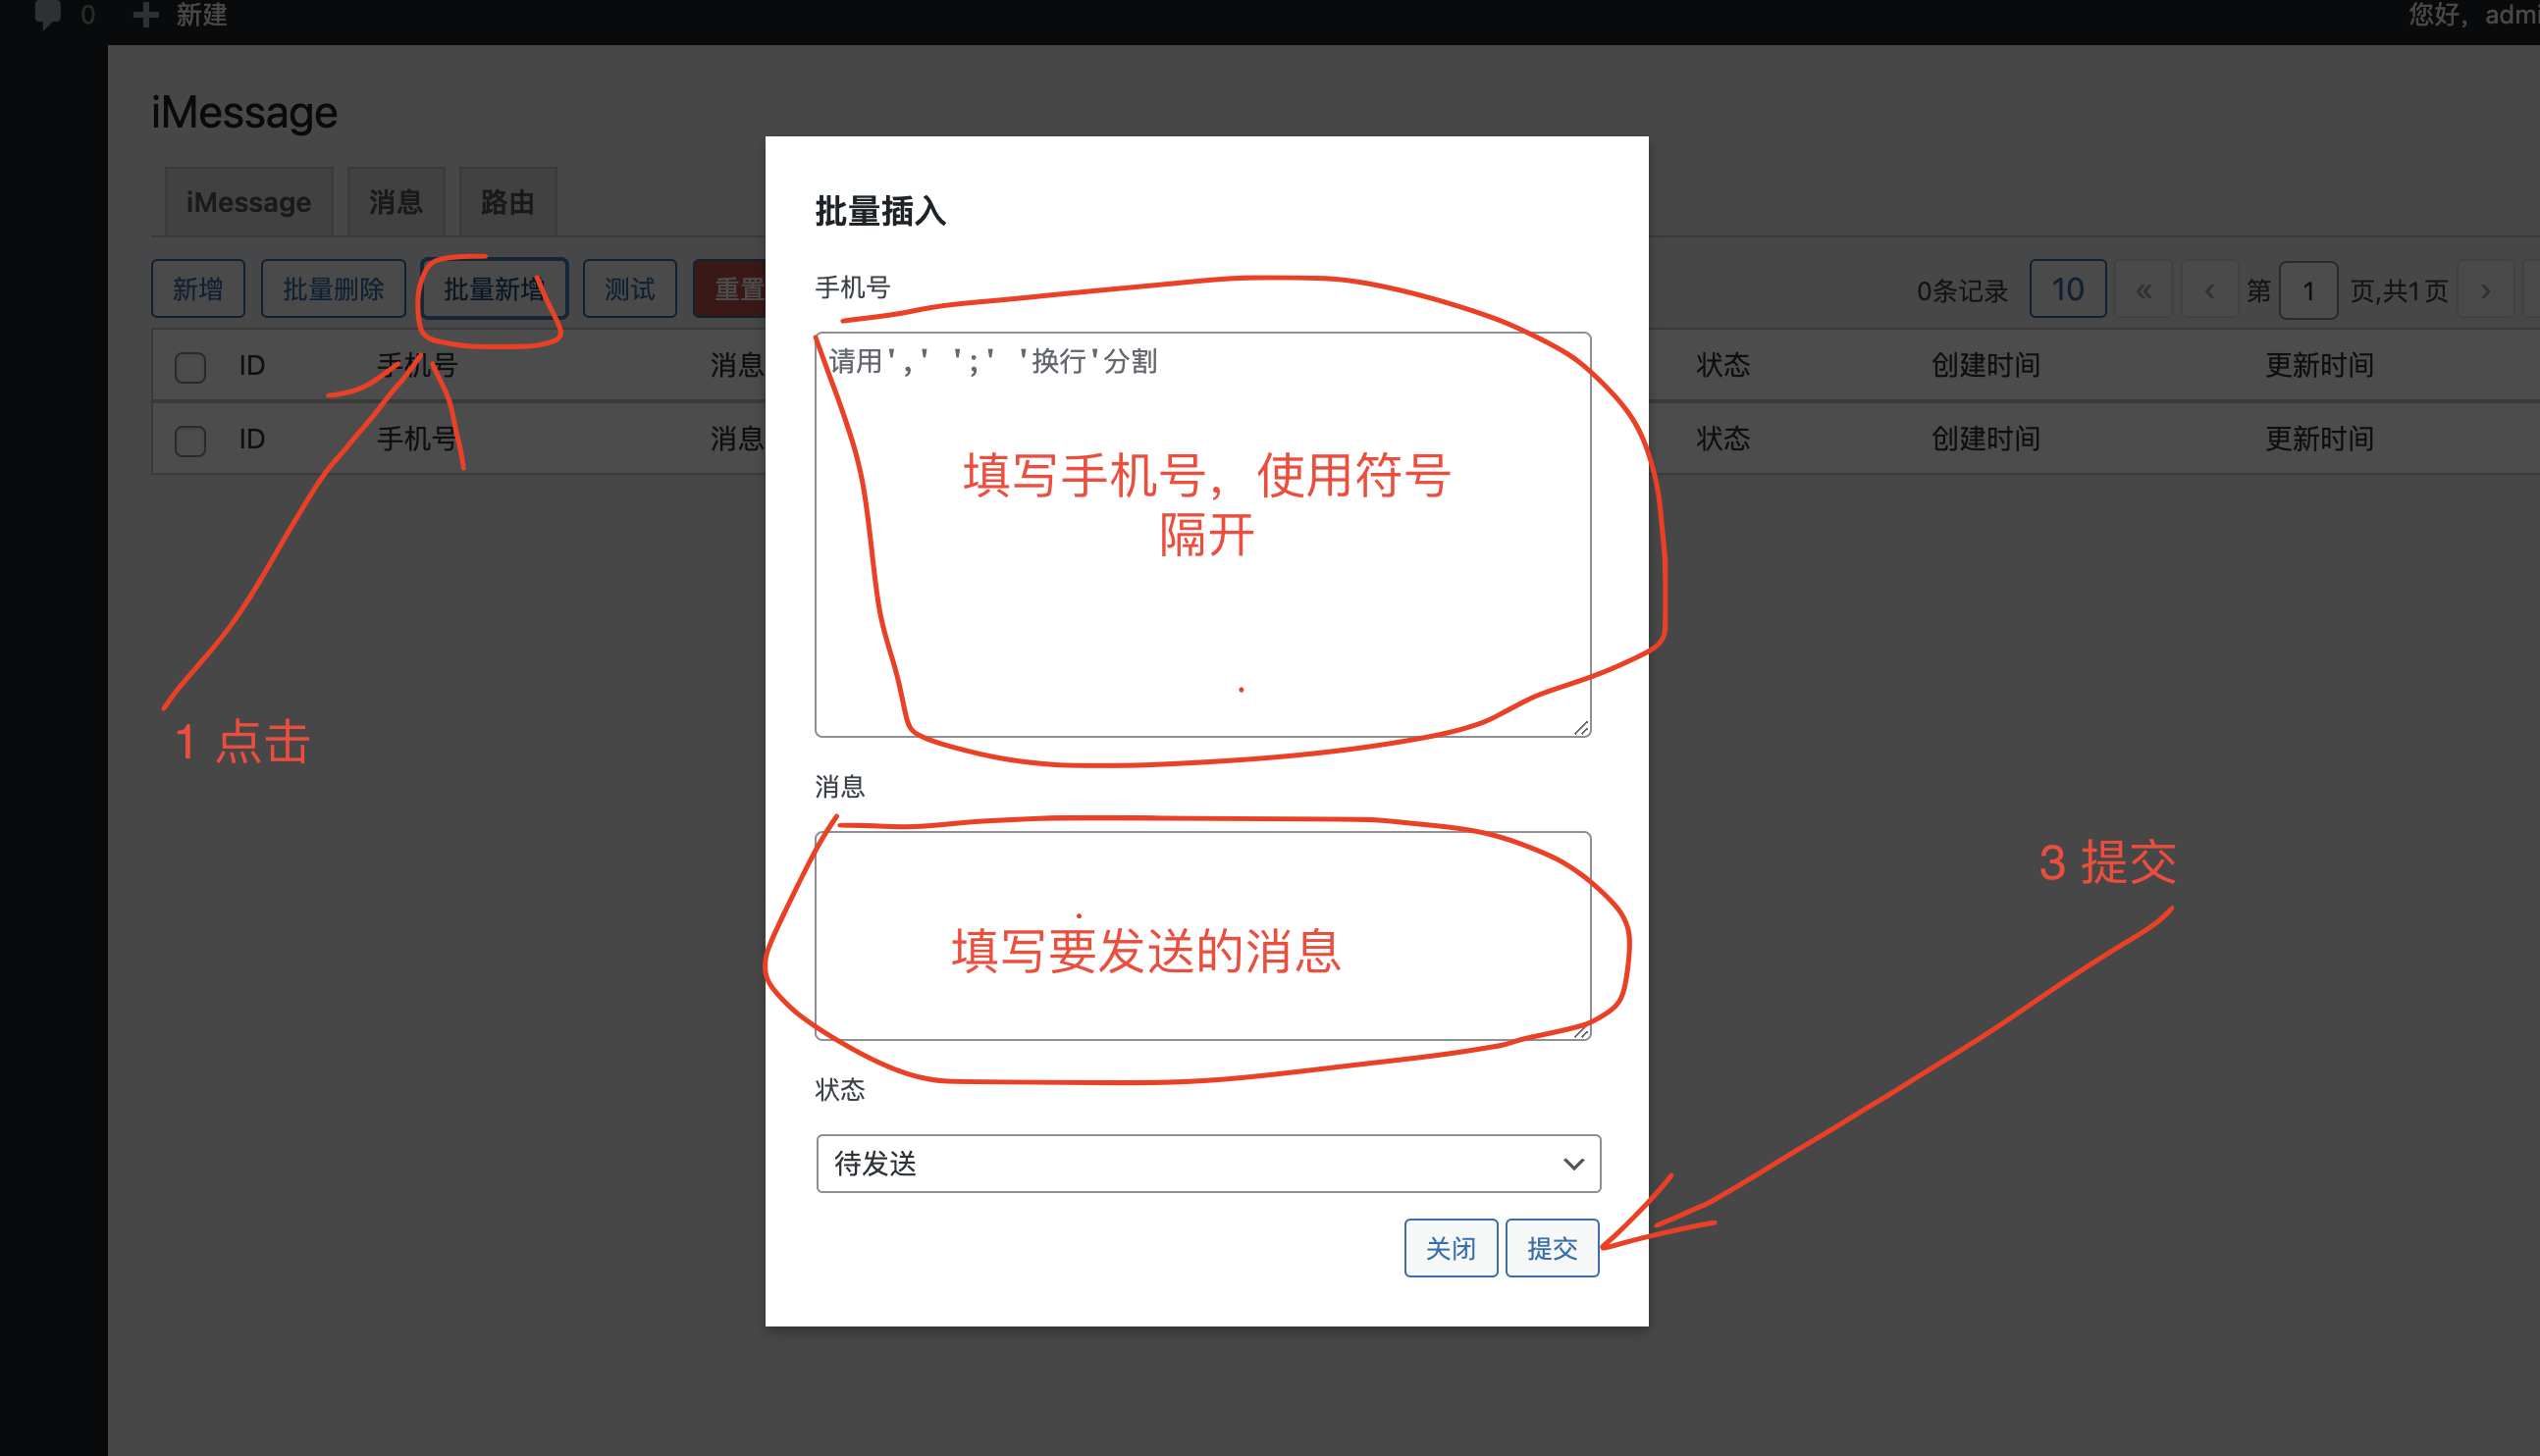 0 新建
您好，admi
iMessage
iMessage 消息 路由
新增 批量删除 批量新增 测试 重置
0条记录 10 « ‹ 第 1 页,共1页 ›
ID 手机号 消息 状态 创建时间 更新时间
ID 手机号 消息 状态 创建时间 更新时间
批量插入
手机号
请用',' ';' '换行'分割
填写手机号，使用符号
隔开
1 点击
消息
填写要发送的消息
3 提交
状态
待发送
关闭 提交